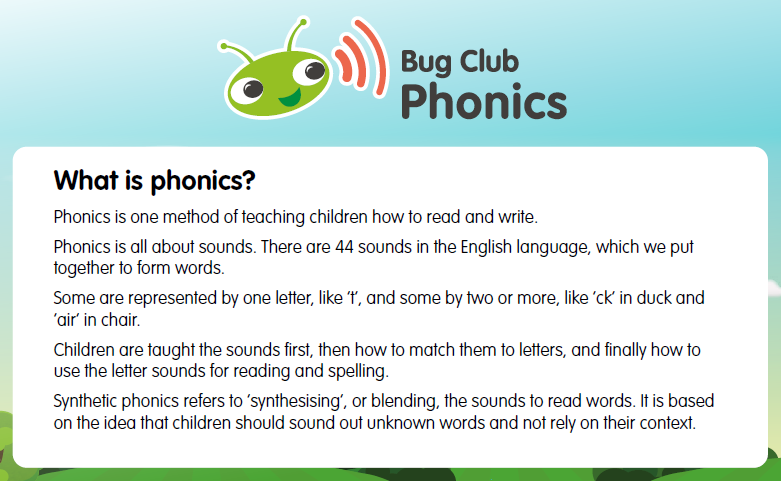 Bug Club
Phonics
What is phonics?
Phonics is one method of teaching children how to read and write.
Phonics is all about sounds. There are 44 sounds in the English language, which we put
together to form words.
Some are represented by one letter, like ‘t’, and some by two or more, like ‘ck’ in duck and
‘air’ in chair.
Children are taught the sounds first, then how to match them to letters, and finally how to
use the letter sounds for reading and spelling.
Synthetic phonics refers to ‘synthesising’, or blending, the sounds to read words. It is based
on the idea that children should sound out unknown words and not rely on their context.